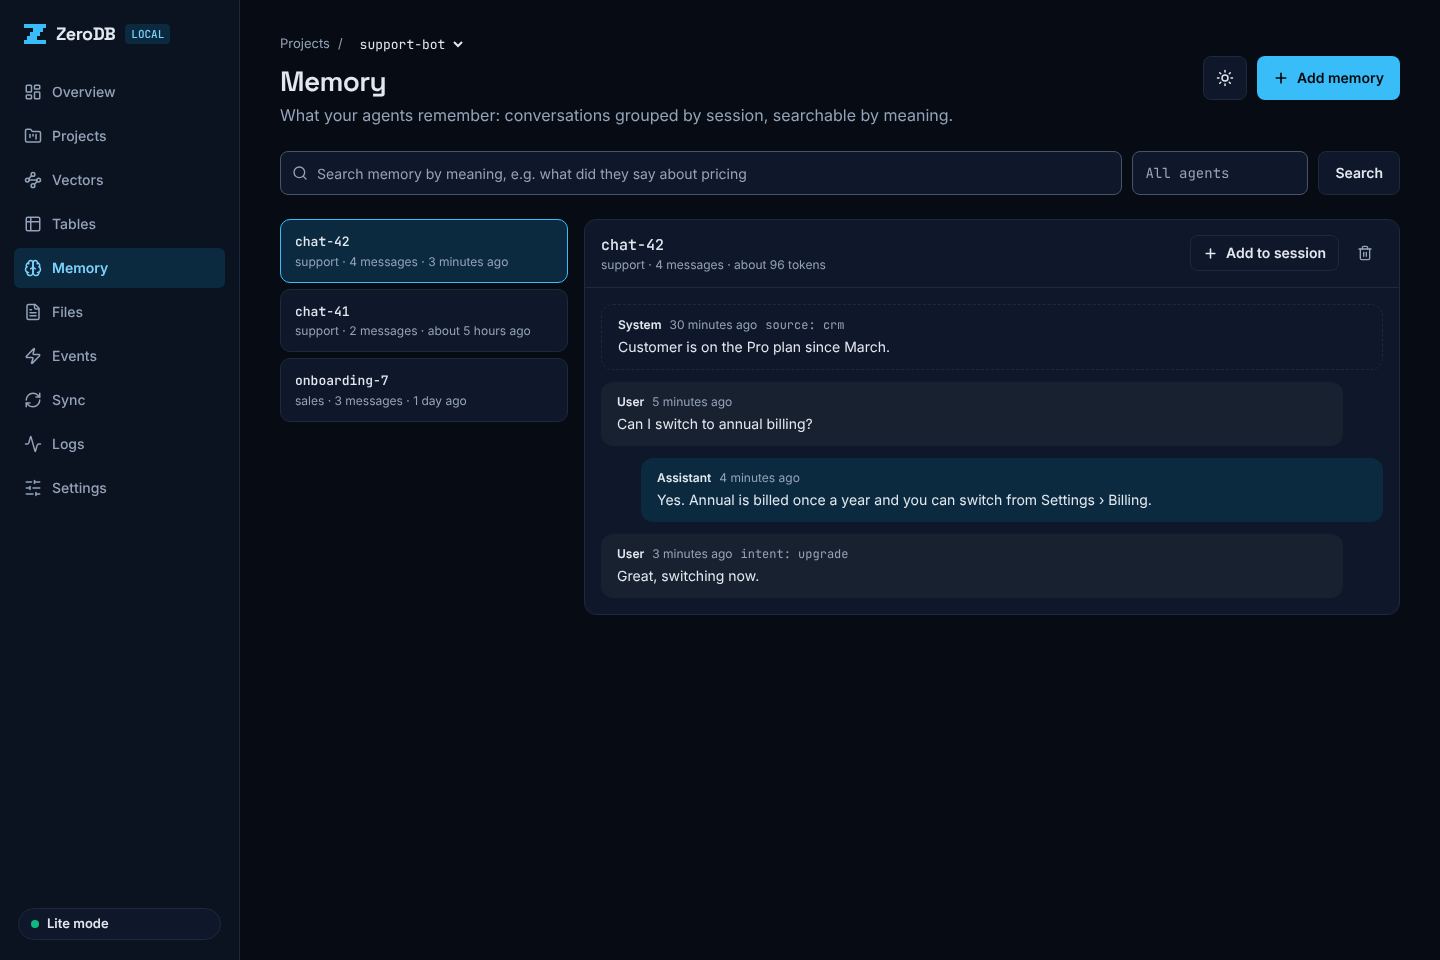 ZeroDB LOCAL
Overview
Projects
Vectors
Tables
Memory
Files
Events
Sync
Logs
Settings
Lite mode
Projects / support-bot
Memory
What your agents remember: conversations grouped by session, searchable by meaning.
Add memory
Search memory by meaning, e.g. what did they say about pricing
All agents
Search
chat-42
support · 4 messages · 3 minutes ago
chat-41
support · 2 messages · about 5 hours ago
onboarding-7
sales · 3 messages · 1 day ago
chat-42
support · 4 messages · about 96 tokens
Add to session
System 30 minutes ago source: crm
Customer is on the Pro plan since March.
User 5 minutes ago
Can I switch to annual billing?
Assistant 4 minutes ago
Yes. Annual is billed once a year and you can switch from Settings › Billing.
User 3 minutes ago intent: upgrade
Great, switching now.